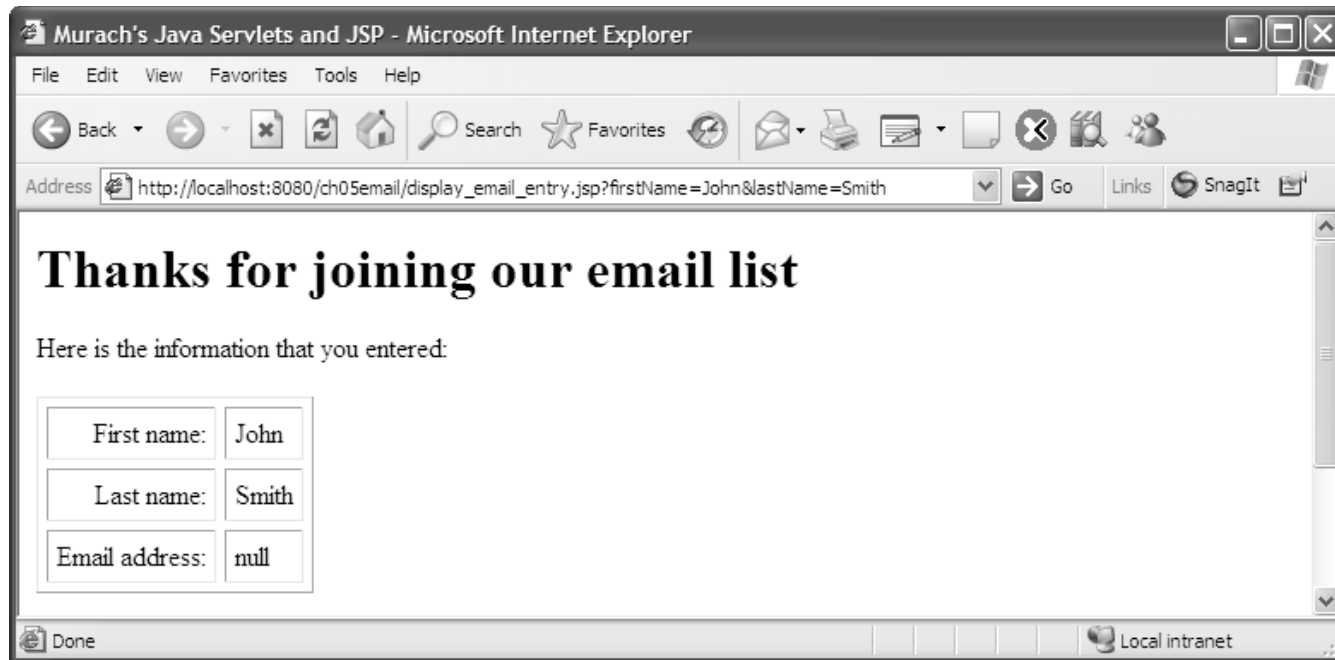 Murach's Java Servlets and JSP - Microsoft Internet Explorer
File Edit View Favorites Tools Help
Back Search Favorites
Address http://localhost:8080/ch05email/display_email_entry.jsp?firstName=John&lastName=Smith Go Links SnagIt
Thanks for joining our email list
Here is the information that you entered:
First name: John
Last name: Smith
Email address: null
Done Local intranet